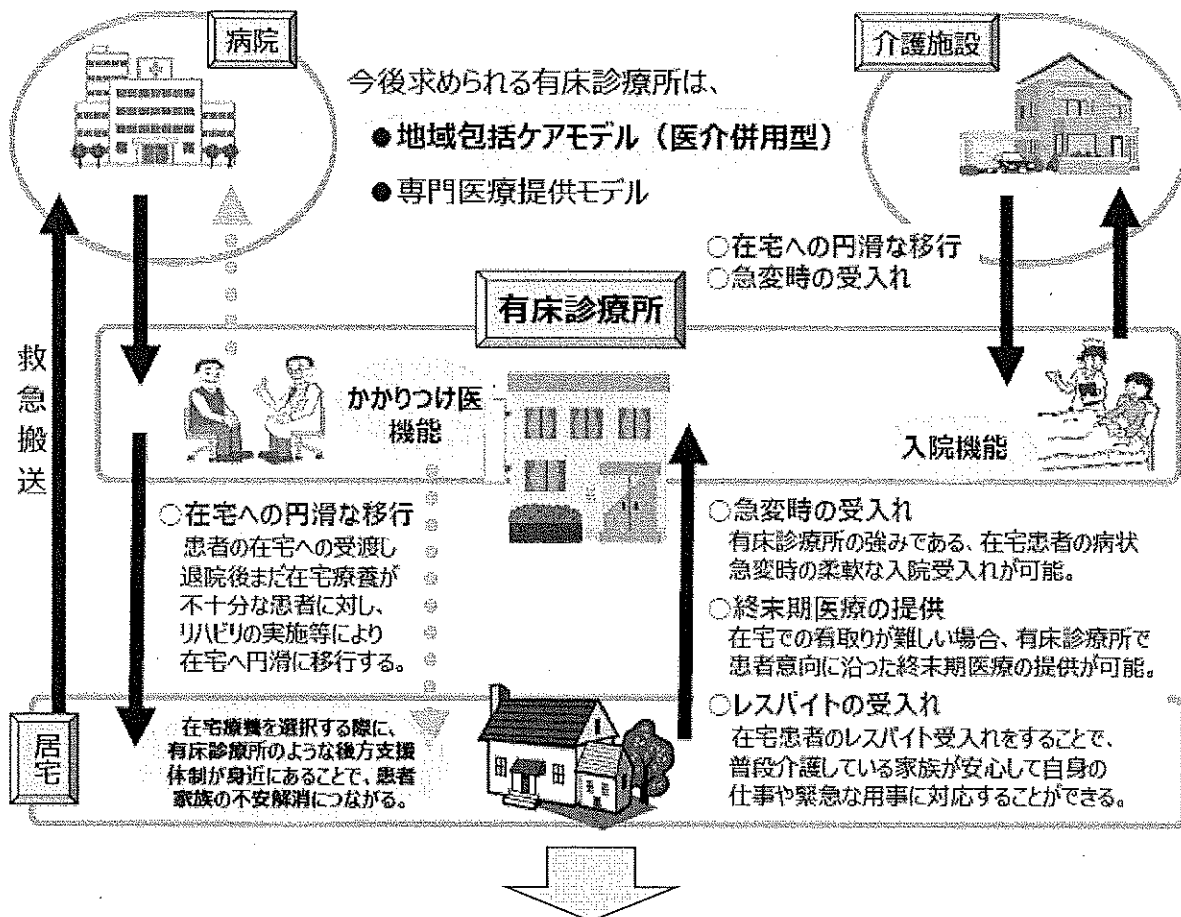 病院
介護施設
今後求められる有床診療所は、
●地域包括ケアモデル（医介併用型）
●専門医療提供モデル
○在宅への円滑な移行
○急変時の受入れ
有床診療所
救急搬送
かかりつけ医
機能
入院機能
○在宅への円滑な移行
患者の在宅への受渡し
退院後まだ在宅療養が
不十分な患者に対し、
リハビリの実施等により
在宅へ円滑に移行する。
○急変時の受入れ
有床診療所の強みである、在宅患者の病状
急変時の柔軟な入院受入れが可能。
○終末期医療の提供
在宅での看取りが難しい場合、有床診療所で
患者意向に沿った終末期医療の提供が可能。
○レスパイトの受入れ
在宅患者のレスパイト受入れをすることで、
普段介護している家族が安心して自身の
仕事や緊急な用事に対応することができる。
居宅
在宅療養を選択する際に、
有床診療所のような後方支援
体制が身近にあることで、患者
家族の不安解消につながる。